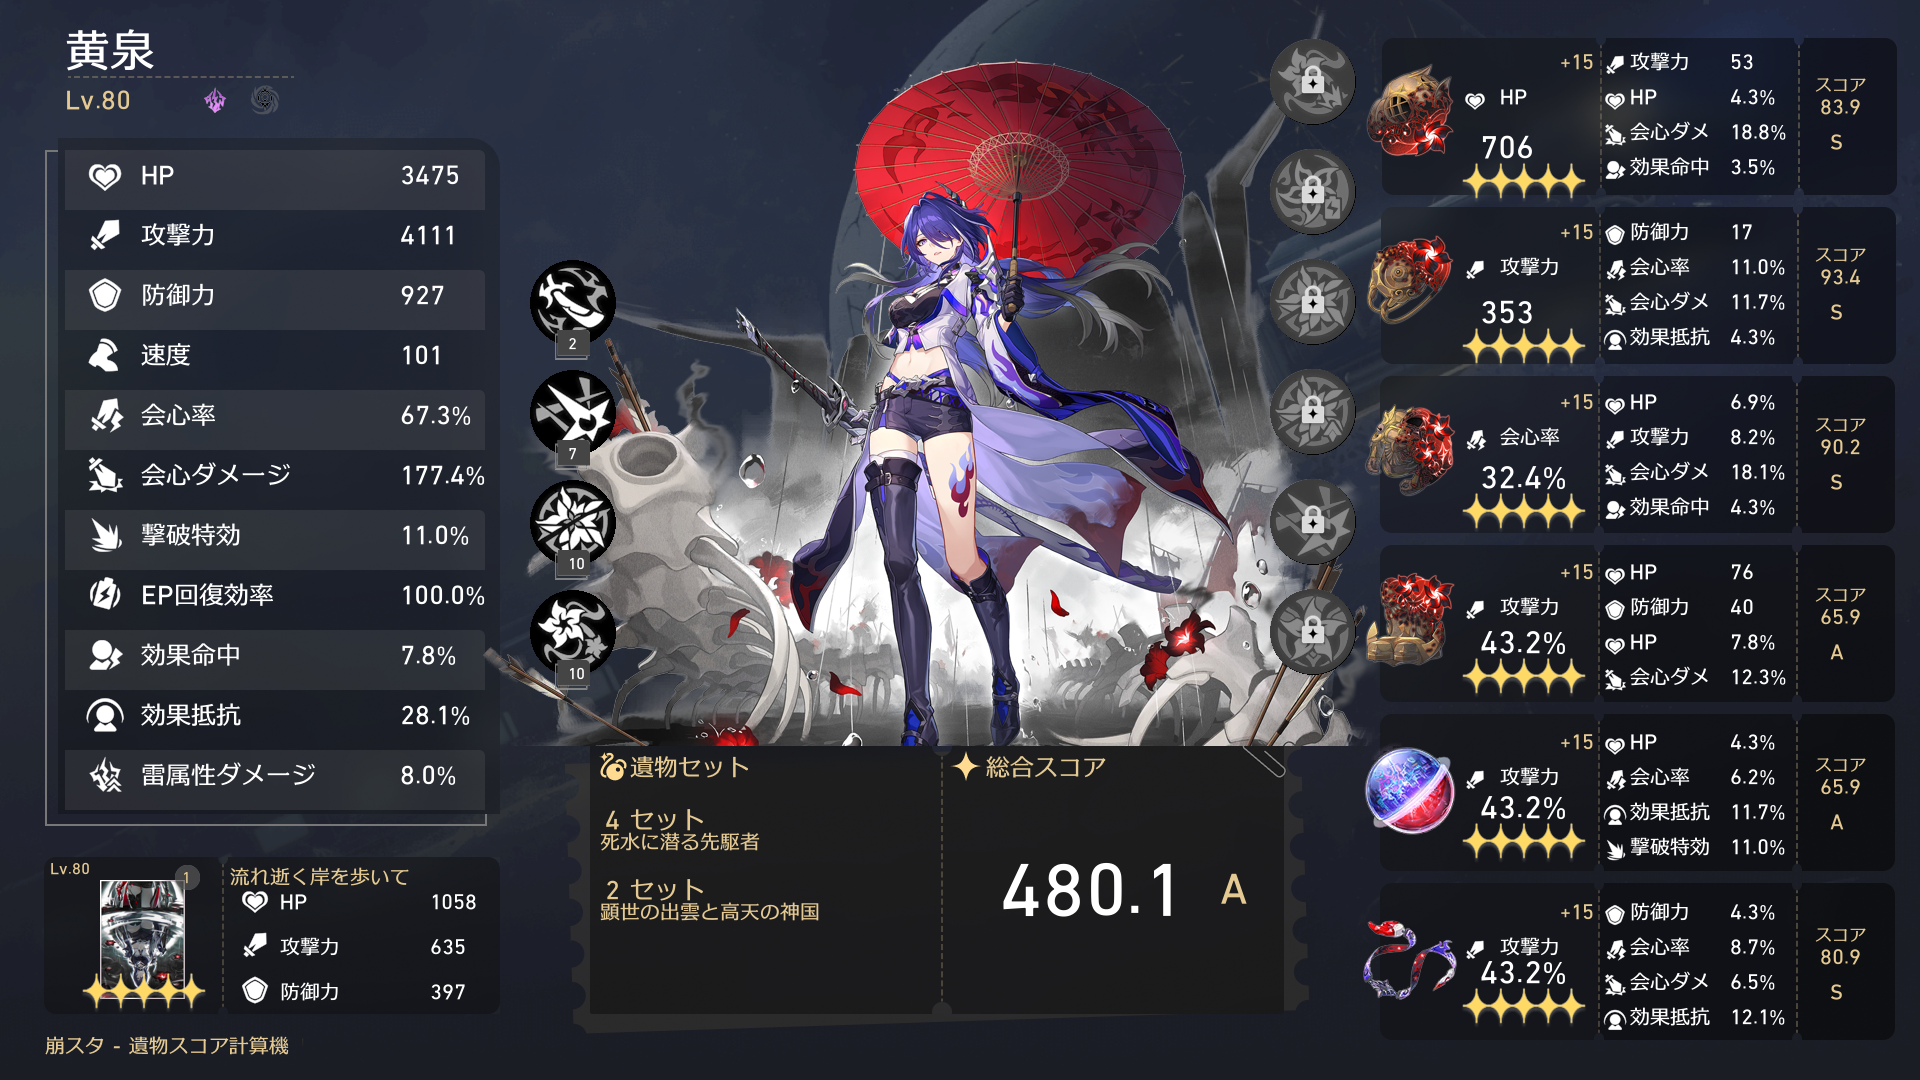 黄泉
Lv.80
HP 3475
攻撃力 4111
防御力 927
速度 101
会心率 67.3%
会心ダメージ 177.4%
撃破特効 11.0%
EP回復効率 100.0%
効果命中 7.8%
効果抵抗 28.1%
雷属性ダメージ 8.0%
Lv.80
1
流れ逝く岸を歩いて
HP 1058
攻撃力 635
防御力 397
崩スタ - 遺物スコア計算機
2
7
10
10
遺物セット
4 セット
死水に潜る先駆者
2 セット
顕世の出雲と高天の神国
総合スコア
480.1 A
+15
HP
706
攻撃力 53
HP 4.3%
会心ダメ 18.8%
効果命中 3.5%
スコア
83.9
S
+15
攻撃力
353
防御力 17
会心率 11.0%
会心ダメ 11.7%
効果抵抗 4.3%
スコア
93.4
S
+15
会心率
32.4%
HP 6.9%
攻撃力 8.2%
会心ダメ 18.1%
効果命中 4.3%
スコア
90.2
S
+15
攻撃力
43.2%
HP 76
防御力 40
HP 7.8%
会心ダメ 12.3%
スコア
65.9
A
+15
攻撃力
43.2%
HP 4.3%
会心率 6.2%
効果抵抗 11.7%
撃破特効 11.0%
スコア
65.9
A
+15
攻撃力
43.2%
防御力 4.3%
会心率 8.7%
会心ダメ 6.5%
効果抵抗 12.1%
スコア
80.9
S